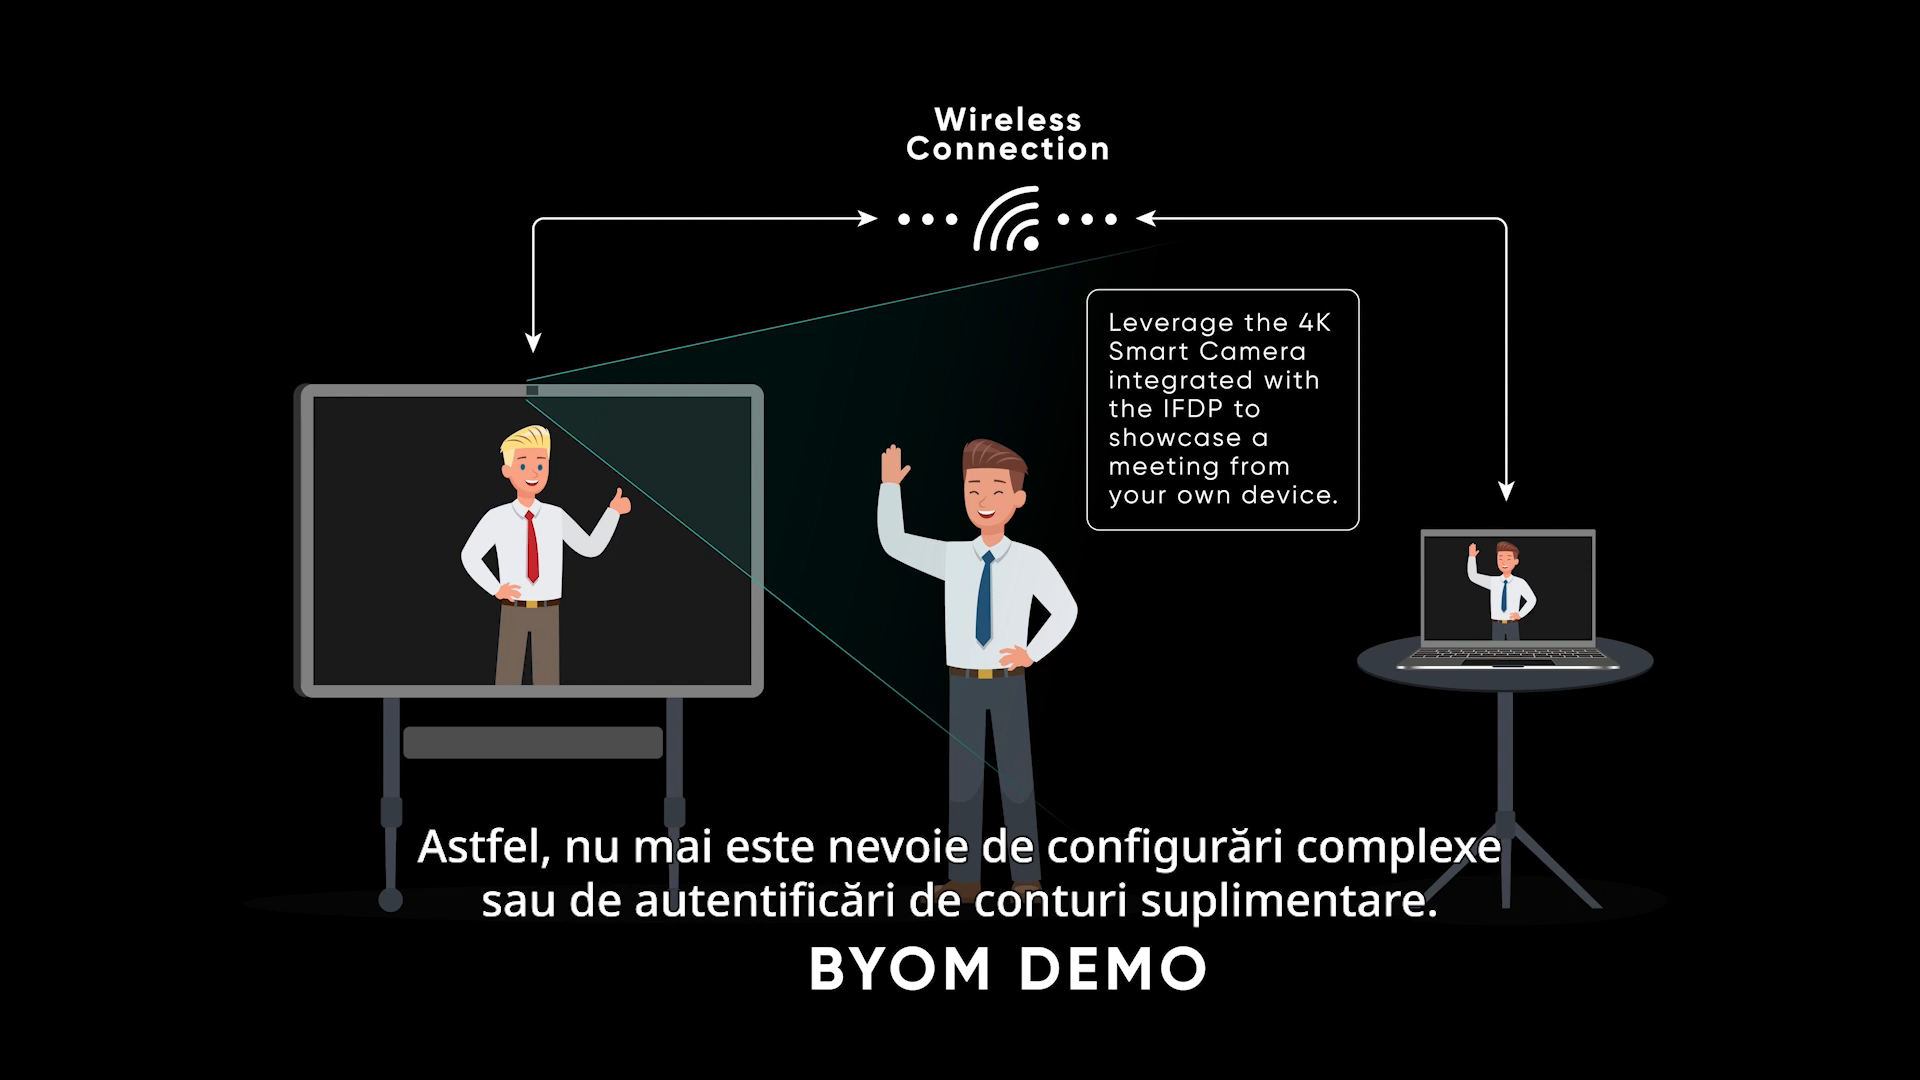 Wireless
Connection
Leverage the 4K
Smart Camera
integrated with
the IFDP to
showcase a
meeting from
your own device.
Astfel, nu mai este nevoie de configurări complexe
sau de autentificări de conturi suplimentare.
BYOM DEMO